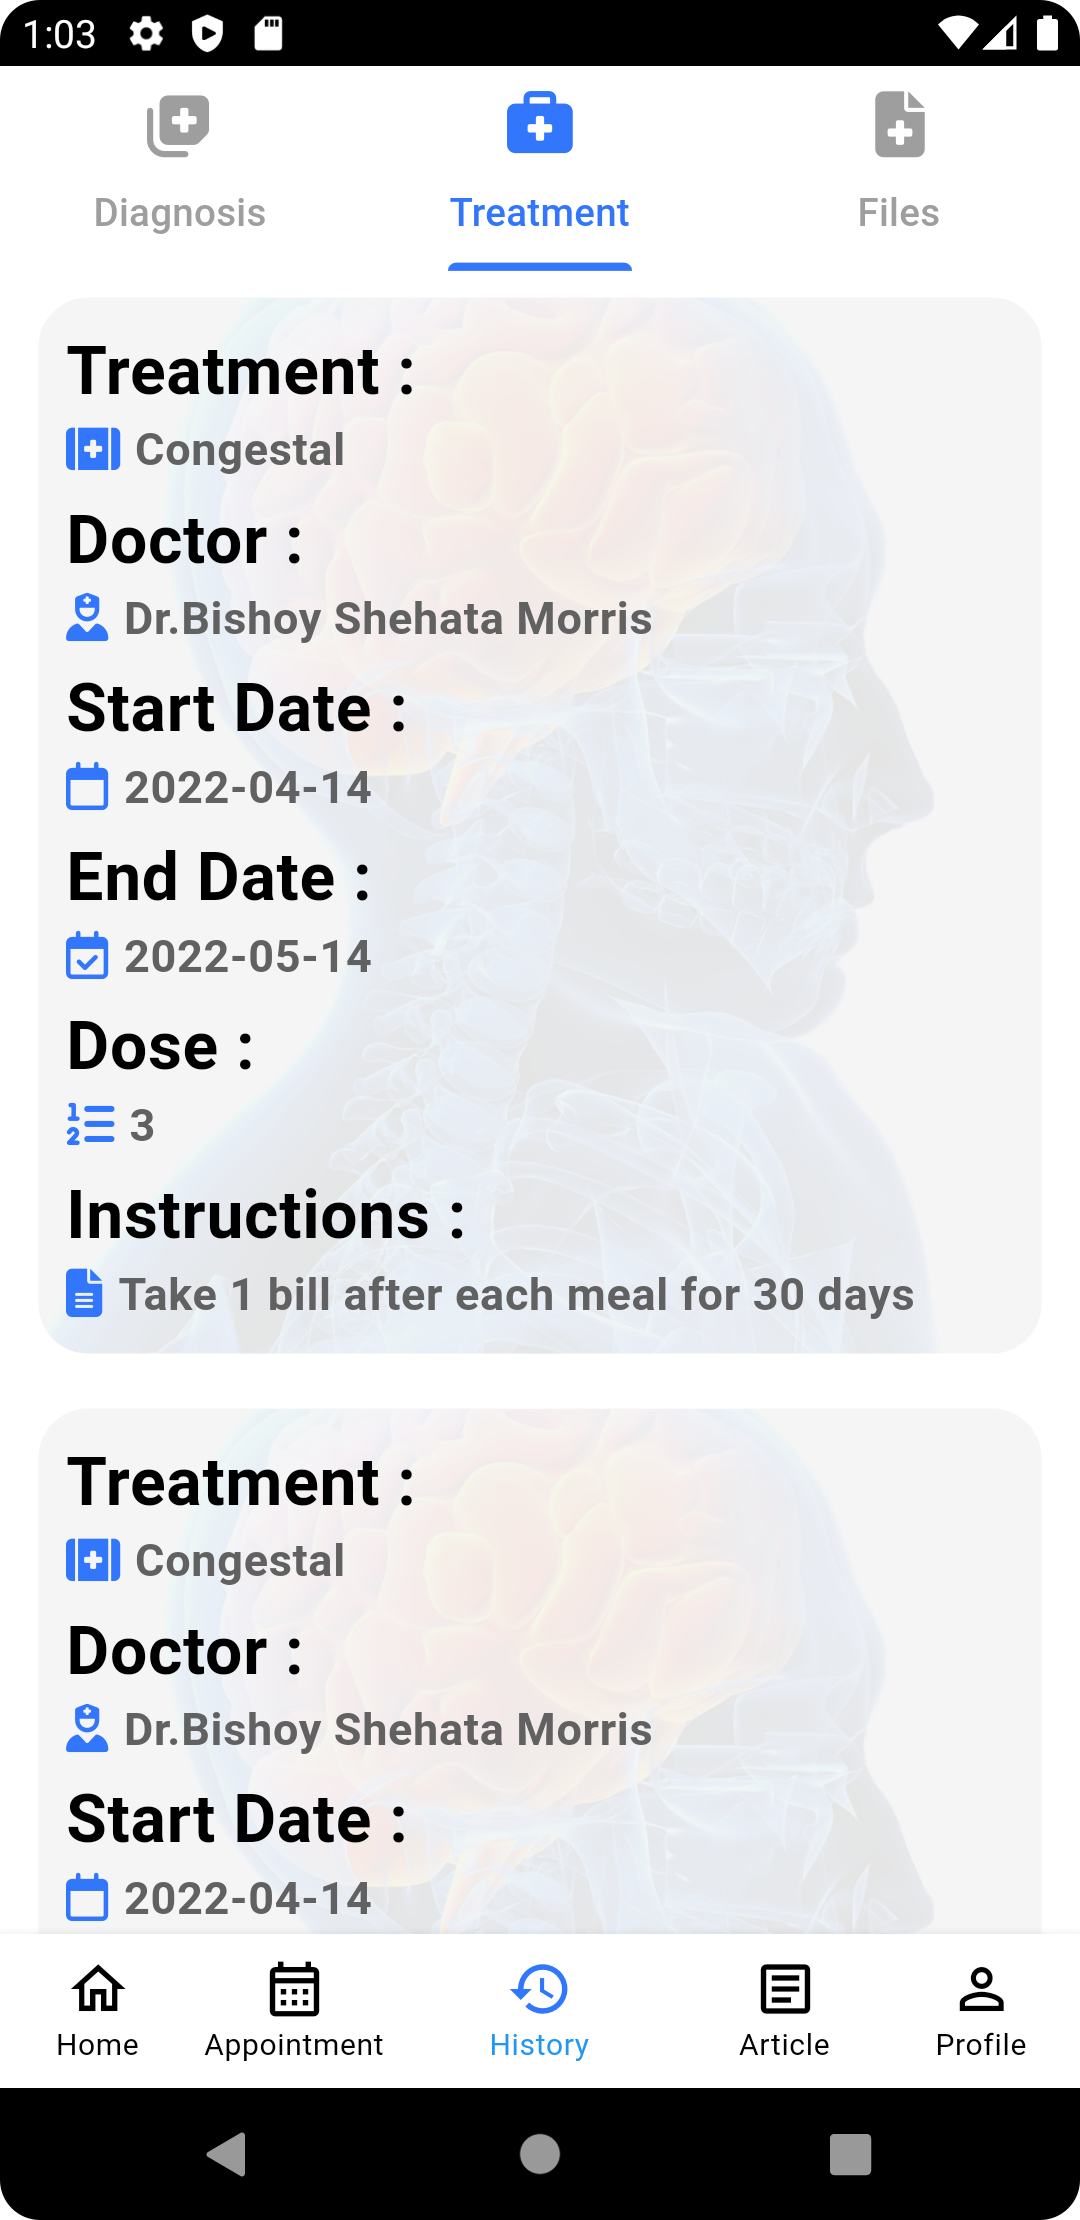 1:03
Diagnosis
Treatment
Files
Treatment :
Congestal
Doctor :
Dr.Bishoy Shehata Morris
Start Date :
2022-04-14
End Date :
2022-05-14
Dose :
3
Instructions :
Take 1 bill after each meal for 30 days
Treatment :
Congestal
Doctor :
Dr.Bishoy Shehata Morris
Start Date :
2022-04-14
Home
Appointment
History
Article
Profile